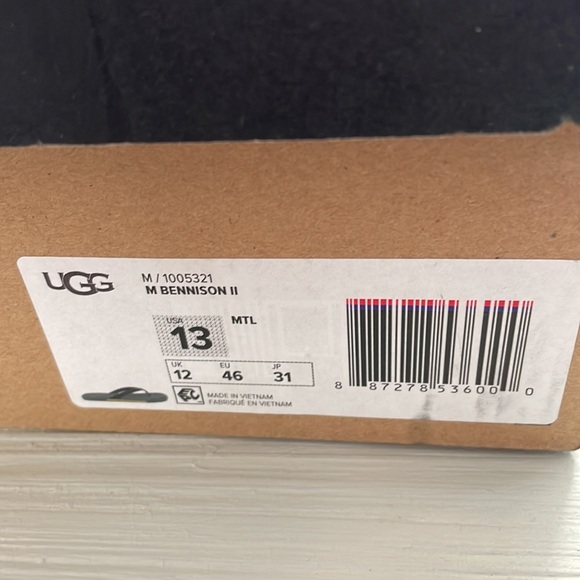 UGG
M / 1005321
M BENNISON II
USA
13
MTL
UK EU JP
12 46 31
MADE IN VIETNAM
FABRIQUÉ EN VIETNAM
8 87278 53600 0